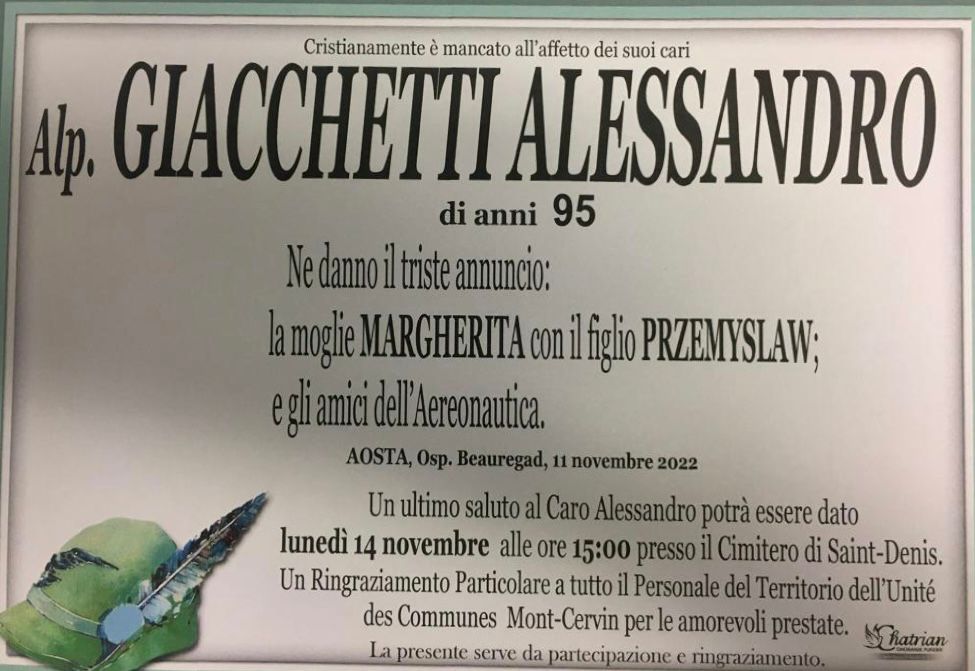 Cristianamente è mancato all'affetto dei suoi cari
Alp. GIACCHETTI ALESSANDRO
di anni 95
Ne danno il triste annuncio:
la moglie MARGHERITA con il figlio PRZEMYSLAW;
e gli amici dell'Aereonautica.
AOSTA, Osp. Beauregad, 11 novembre 2022
Un ultimo saluto al Caro Alessandro potrà essere dato
lunedì 14 novembre alle ore 15:00 presso il Cimitero di Saint-Denis.
Un Ringraziamento Particolare a tutto il Personale del Territorio dell'Unité
des Communes Mont-Cervin per le amorevoli prestate.
Chatrian
ONORANZE FUNEBRI
La presente serve da partecipazione e ringraziamento.